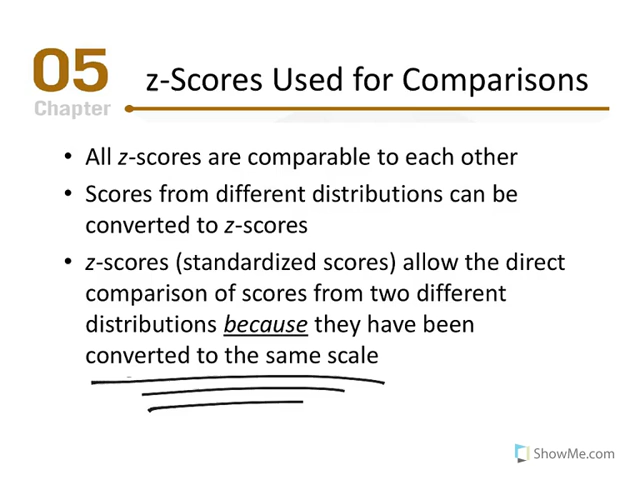 05
Chapter
z-Scores Used for Comparisons
• All z-scores are comparable to each other
• Scores from different distributions can be
converted to z-scores
• z-scores (standardized scores) allow the direct
comparison of scores from two different
distributions because they have been
converted to the same scale
ShowMe.com